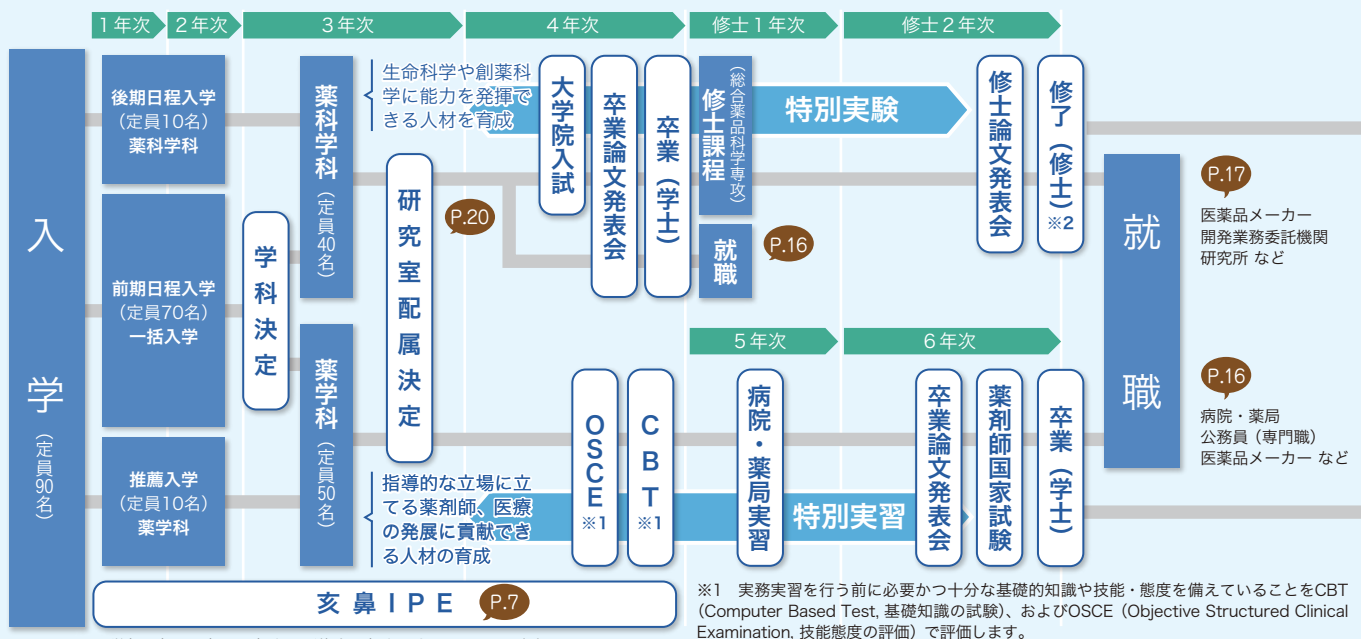 1年次
2年次
3年次
4年次
修士1年次
修士2年次
入学
（定員90名）
後期日程入学
（定員10名）
薬科学科
前期日程入学
（定員70名）
一括入学
推薦入学
（定員10名）
薬学科
学科決定
薬科学科（定員40名）
薬学科（定員50名）
生命科学や創薬科
学に能力を発揮で
きる人材を育成
研究室配属決定
P.20
大学院入試
卒業論文発表会
卒業（学士）
修士課程
（総合薬品科学専攻）
特別実験
就職
P.16
修士論文発表会
修了（修士）※2
就職
P.17
医薬品メーカー
開発業務委託機関
研究所 など
5年次
6年次
指導的な立場に立
てる薬剤師、医療
の発展に貢献でき
る人材の育成
OSCE
※1
CBT
※1
病院・薬局実習
特別実習
卒業論文発表会
薬剤師国家試験
卒業（学士）
P.16
病院・薬局
公務員（専門職）
医薬品メーカー など
亥鼻IPE
P.7
※1　実務実習を行う前に必要かつ十分な基礎的知識や技能・態度を備えていることをCBT
（Computer Based Test, 基礎知識の試験）、およびOSCE（Objective Structured Clinical
Examination, 技能態度の評価）で評価します。